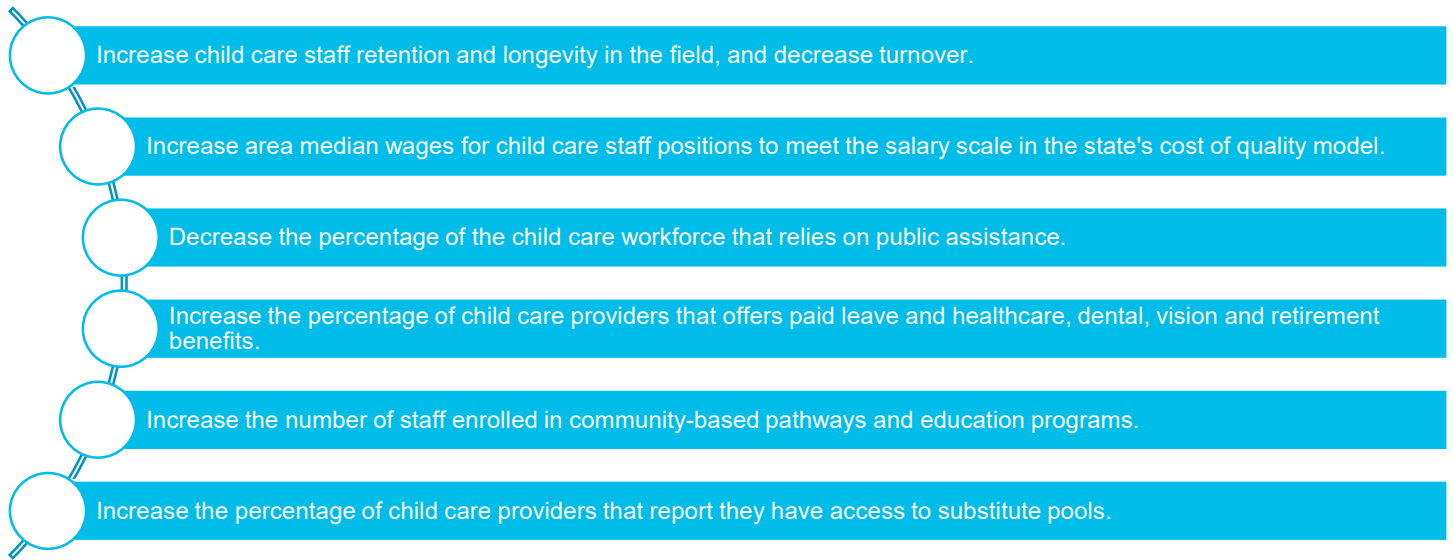 Increase child care staff retention and longevity in the field, and decrease turnover.
Increase area median wages for child care staff positions to meet the salary scale in the state's cost of quality model.
Decrease the percentage of the child care workforce that relies on public assistance.
Increase the percentage of child care providers that offers paid leave and healthcare, dental, vision and retirement
benefits.
Increase the number of staff enrolled in community-based pathways and education programs.
Increase the percentage of child care providers that report they have access to substitute pools.